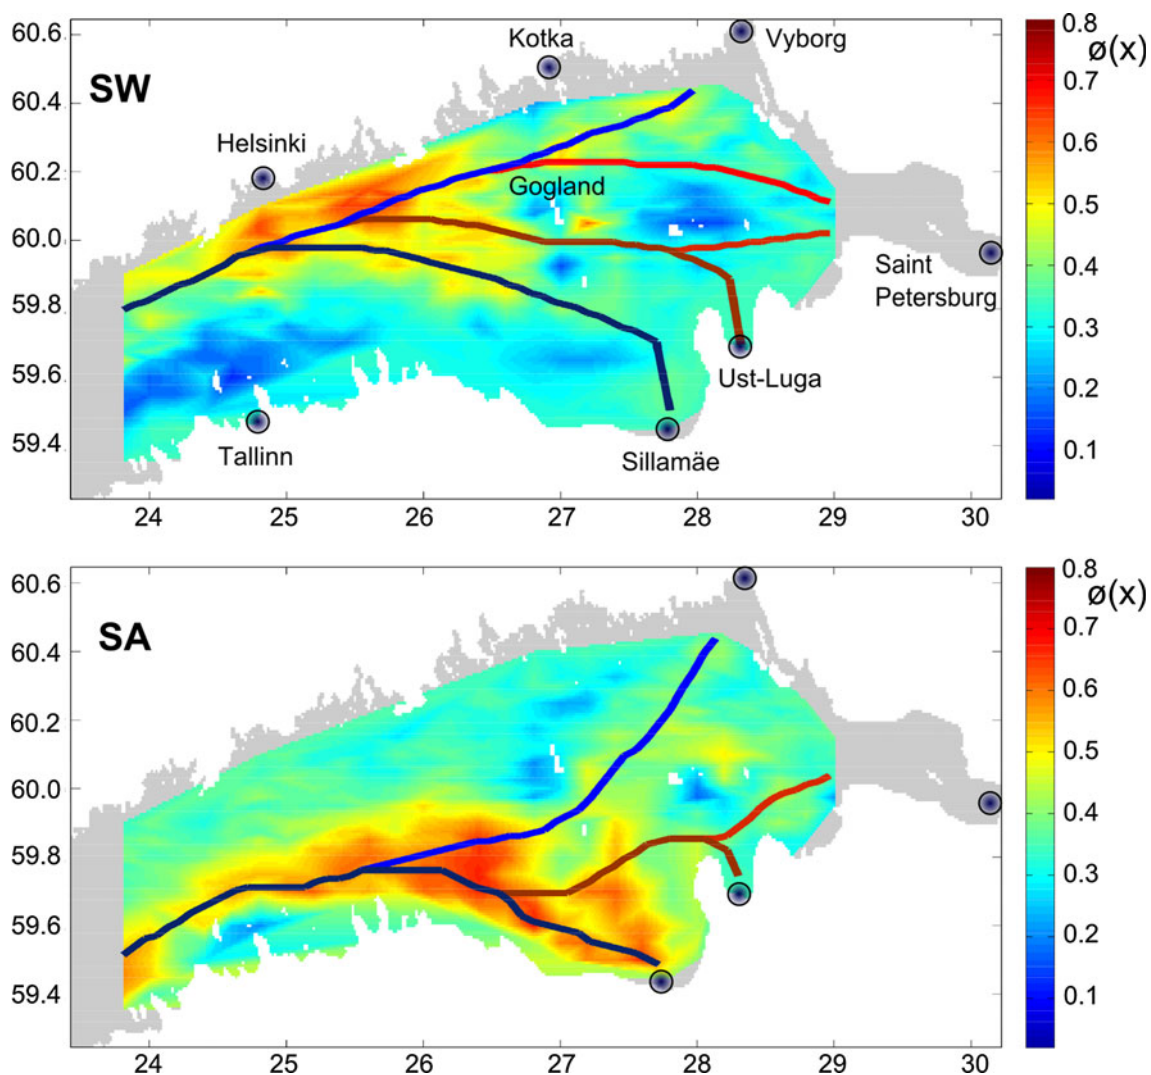 60.6
60.4
60.2
60.0
59.8
59.6
59.4
SW
Kotka
Vyborg
Helsinki
Gogland
Saint
Petersburg
Ust-Luga
Tallinn
Sillamäe
24 25 26 27 28 29 30
0.8
0.7
0.6
0.5
0.4
0.3
0.2
0.1
ø(x)
60.6
60.4
60.2
60.0
59.8
59.6
59.4
SA
24 25 26 27 28 29 30
0.8
0.7
0.6
0.5
0.4
0.3
0.2
0.1
ø(x)